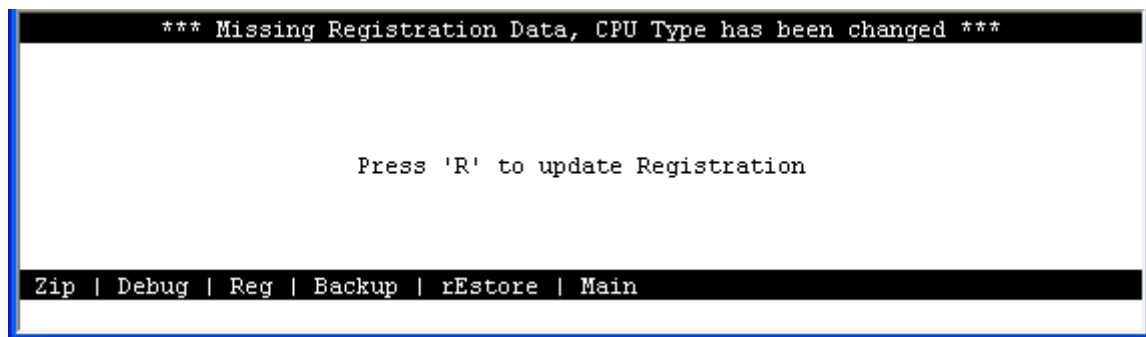 *** Missing Registration Data, CPU Type has been changed ***
Press 'R' to update Registration
Zip | Debug | Reg | Backup | rEstore | Main